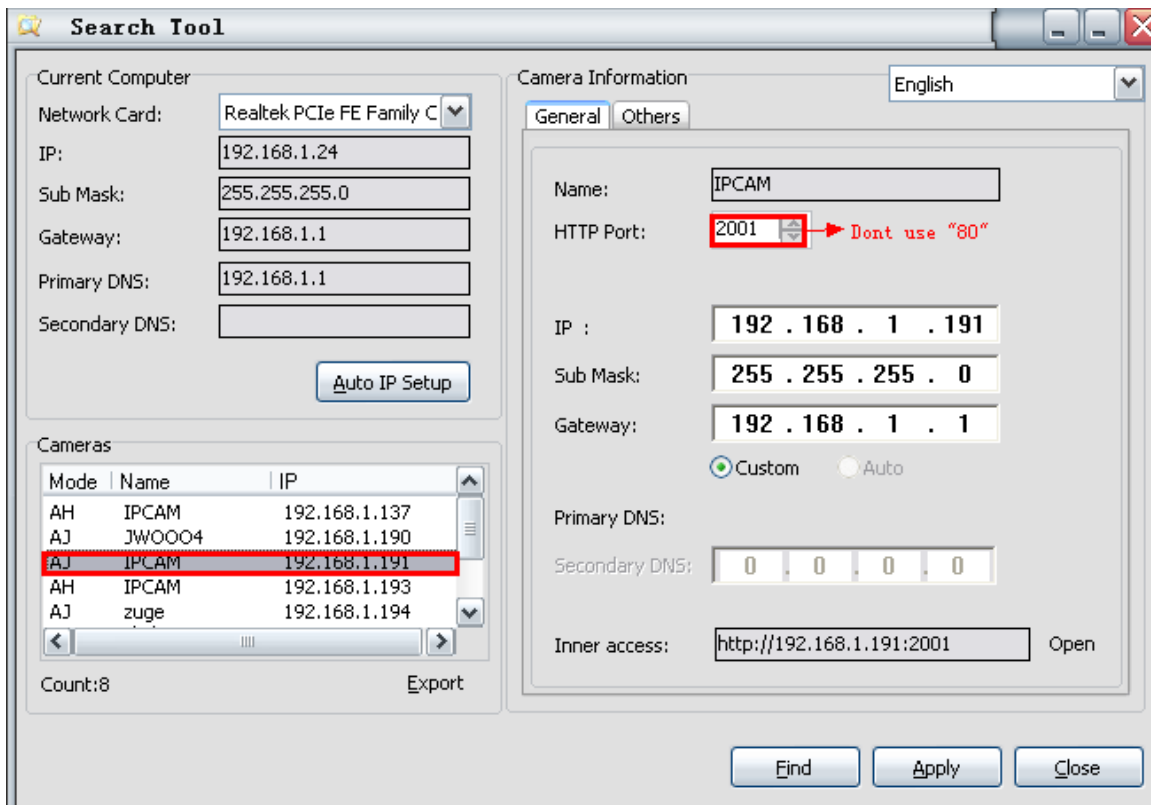 Search Tool
Current Computer
Network Card: Realtek PCIe FE Family C
IP: 192.168.1.24
Sub Mask: 255.255.255.0
Gateway: 192.168.1.1
Primary DNS: 192.168.1.1
Secondary DNS:
Auto IP Setup
Cameras
Mode Name IP
AH IPCAM 192.168.1.137
AJ JWOOO4 192.168.1.190
AJ IPCAM 192.168.1.191
AH IPCAM 192.168.1.193
AJ zuge 192.168.1.194
Count:8 Export
Camera Information English
General Others
Name: IPCAM
HTTP Port: 2001 Dont use "80"
IP : 192 . 168 . 1 . 191
Sub Mask: 255 . 255 . 255 . 0
Gateway: 192 . 168 . 1 . 1
Custom Auto
Primary DNS:
Secondary DNS: 0 . 0 . 0 . 0
Inner access: http://192.168.1.191:2001 Open
Find Apply Close